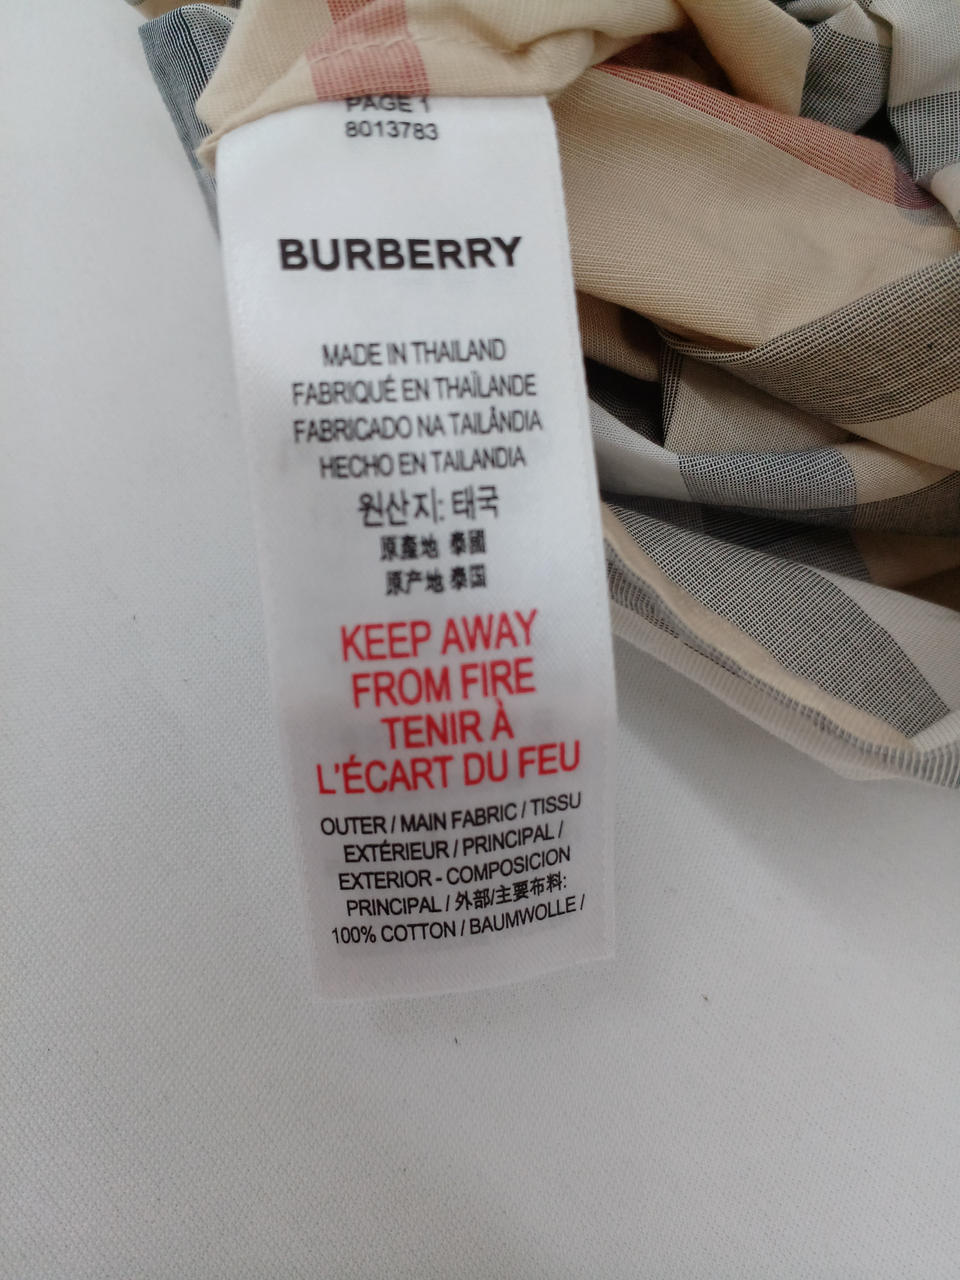 PAGE 1
8013783
BURBERRY
MADE IN THAILAND
FABRIQUÉ EN THAÏLANDE
FABRICADO NA TAILÂNDIA
HECHO EN TAILANDIA
원산지: 태국
原產地 泰國
原产地 泰国
KEEP AWAY
FROM FIRE
TENIR À
L'ÉCART DU FEU
OUTER / MAIN FABRIC / TISSU
EXTÉRIEUR / PRINCIPAL /
EXTERIOR - COMPOSICION
PRINCIPAL / 外部/主要布料:
100% COTTON / BAUMWOLLE /